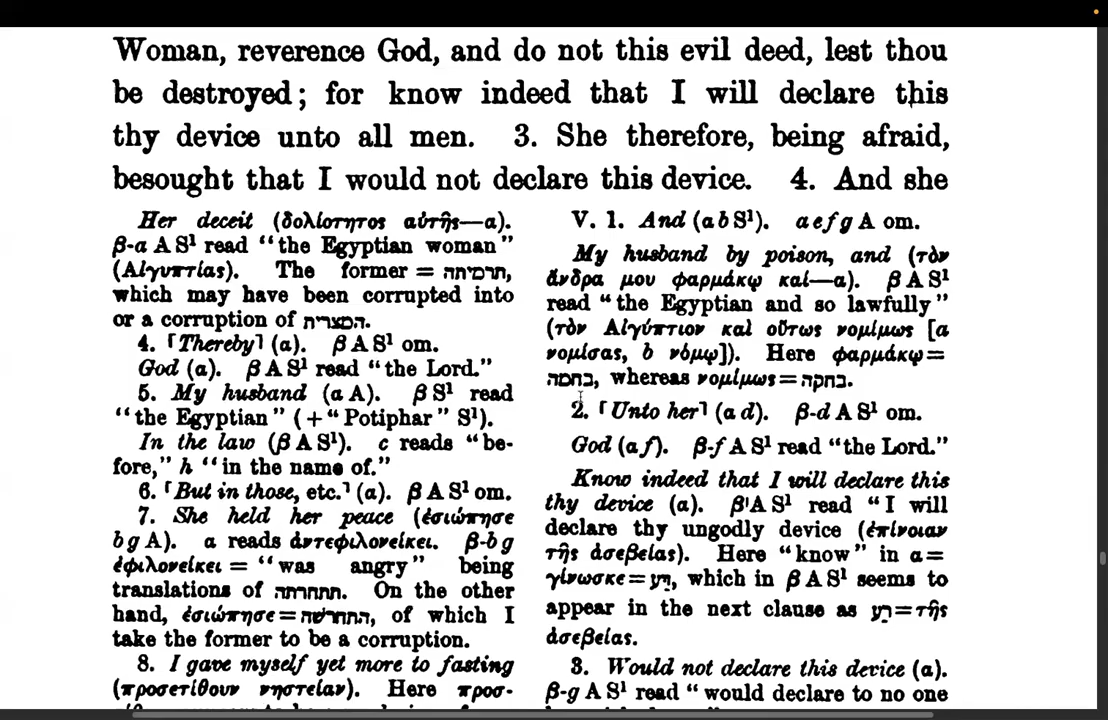 Woman, reverence God, and do not this evil deed, lest thou
be destroyed; for know indeed that I will declare this
thy device unto all men. 3. She therefore, being afraid,
besought that I would not declare this device. 4. And she
Her deceit (δολίοτητος αὐτῆς—a).
β-a A S¹ read "the Egyptian woman"
(Αἰγυπτίας). The former = תרמיתה,
which may have been corrupted into
or a corruption of המצרית.
4. ⌈Thereby⌉ (a). β A S¹ om.
God (a). β A S¹ read "the Lord."
5. My husband (a A). β S¹ read
"the Egyptian" (+ "Potiphar" S¹).
In the law (β A S¹). c reads "be-
fore," h "in the name of."
6. ⌈But in those, etc.⌉ (a). β A S¹ om.
7. She held her peace (ἐσιώπησε
b g A). a reads ἀντεφιλονείκει. β-b g
ἐφιλονείκει = "was angry" being
translations of תתחרה. On the other
hand, ἐσιώπησε = התחרשה, of which I
take the former to be a corruption.
8. I gave myself yet more to fasting
(προσετίθουν νηστείαν). Here προσ-
V. 1. And (a b S¹). a e f g A om.
My husband by poison, and (τὸν
ἄνδρα μου φαρμάκῳ καί—a). β A S¹
read "the Egyptian and so lawfully"
(τὸν Αἰγύπτιον καὶ οὕτως νομίμως [a
νομίσας, b νόμῳ]). Here φαρμάκῳ =
בחמה, whereas νομίμως = בחקה.
2. ⌈Unto her⌉ (a d). β-d A S¹ om.
God (a f). β-f A S¹ read "the Lord."
Know indeed that I will declare this
thy device (a). β A S¹ read "I will
declare thy ungodly device (ἐπίνοιαν
τῆς ἀσεβείας). Here "know" in a =
γίνωσκε = דע, which in β A S¹ seems to
appear in the next clause as רע = τῆς
ἀσεβείας.
3. Would not declare this device (a).
β-g A S¹ read "would declare to no one